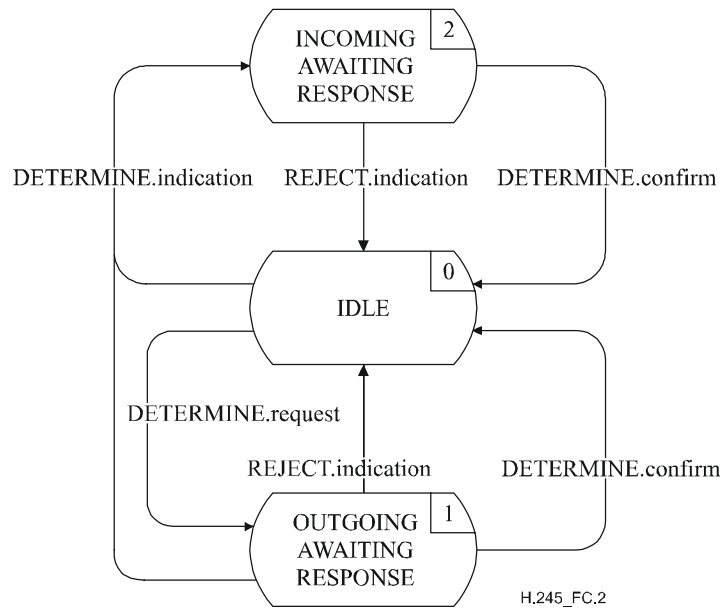 INCOMING
AWAITING
RESPONSE
2
DETERMINE.indication
REJECT.indication
DETERMINE.confirm
IDLE
0
DETERMINE.request
REJECT.indication
DETERMINE.confirm
OUTGOING
AWAITING
RESPONSE
1
H.245_FC.2